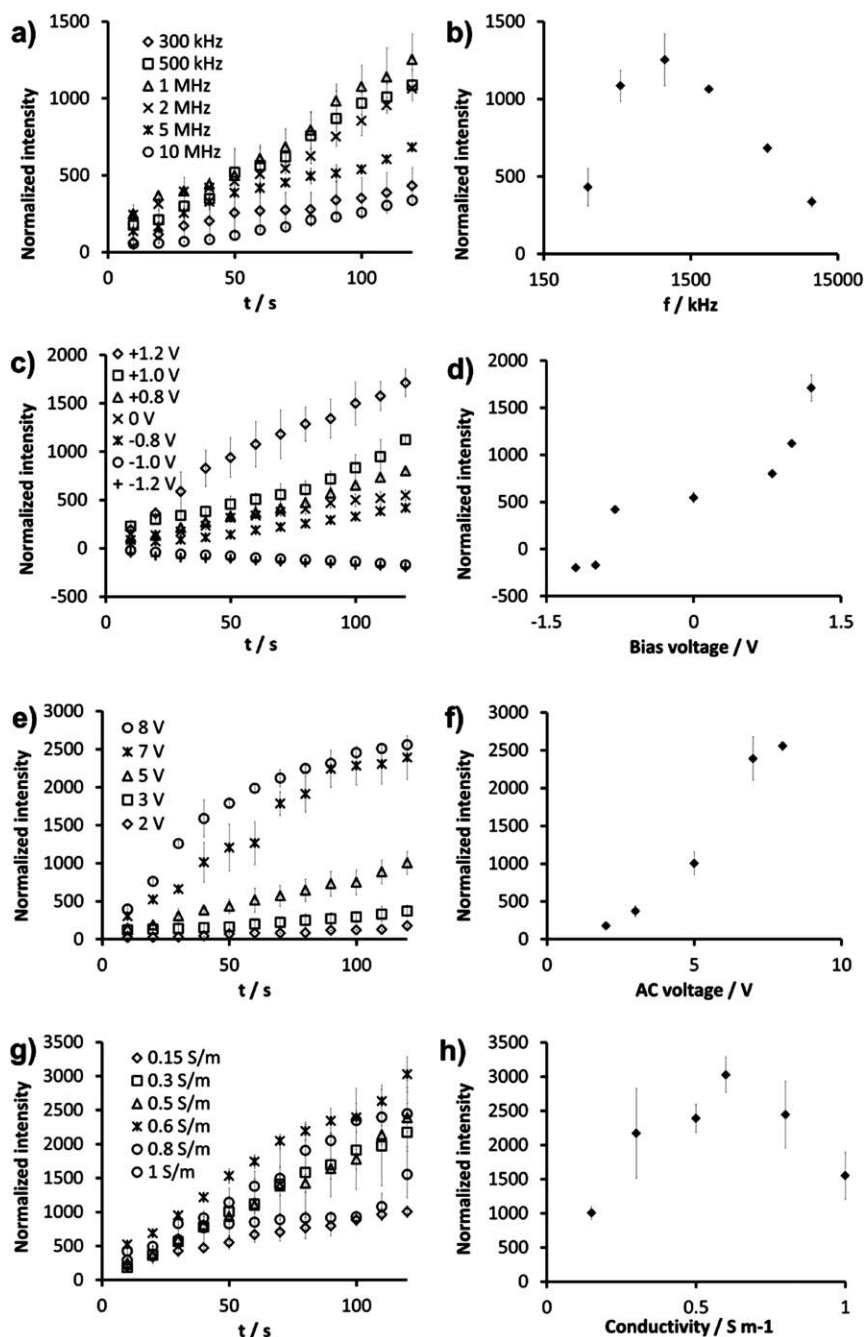 a)
1500
1000
500
0
Normalized intensity
0
50
100
t / s
300 kHz
500 kHz
1 MHz
2 MHz
5 MHz
10 MHz
b)
1500
1000
500
0
Normalized intensity
150
1500
15000
f / kHz
c)
2000
1500
1000
500
0
-500
Normalized intensity
0
50
100
t / s
+1.2 V
+1.0 V
+0.8 V
0 V
-0.8 V
-1.0 V
-1.2 V
d)
2000
1500
1000
500
0
-500
Normalized intensity
-1.5
0
1.5
Bias voltage / V
e)
3000
2500
2000
1500
1000
500
0
Normalized intensity
0
50
100
t / s
8 V
7 V
5 V
3 V
2 V
f)
3000
2500
2000
1500
1000
500
0
Normalized intensity
0
5
10
AC voltage / V
g)
3500
3000
2500
2000
1500
1000
500
0
Normalized intensity
0
50
100
t / s
0.15 S/m
0.3 S/m
0.5 S/m
0.6 S/m
0.8 S/m
1 S/m
h)
3500
3000
2500
2000
1500
1000
500
0
Normalized intensity
0
0.5
1
Conductivity / S m-1